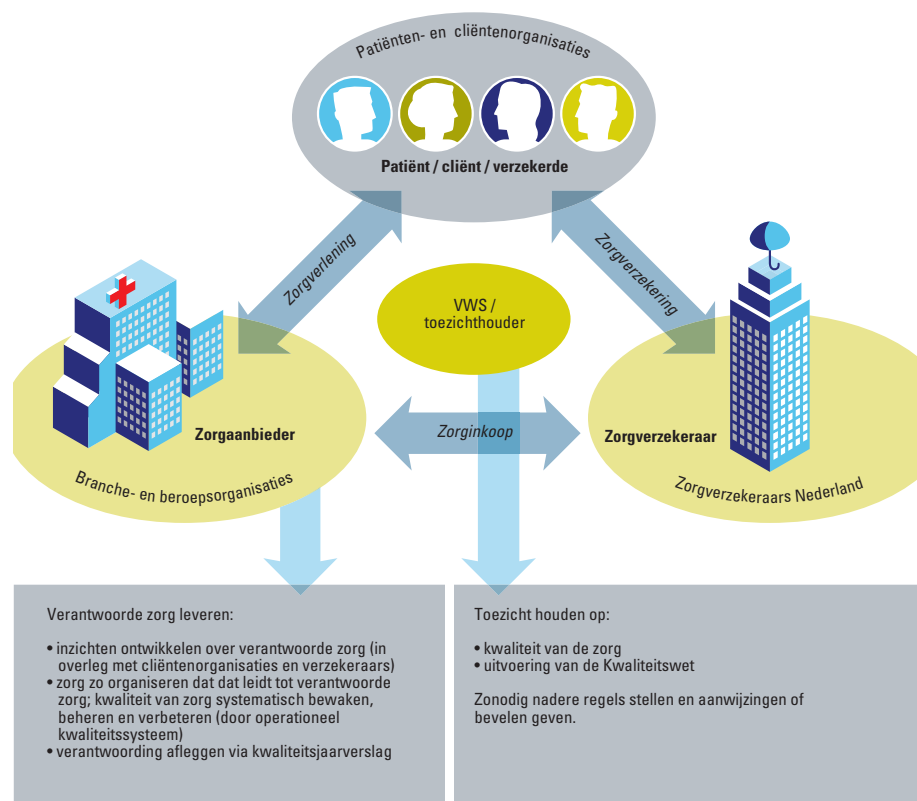 Patiënten- en cliëntenorganisaties
Patiënt / cliënt / verzekerde
Zorgverlening
Zorgverzekering
VWS /
toezichthouder
Zorgaanbieder
Zorginkoop
Zorgverzekeraar
Branche- en beroepsorganisaties
Zorgverzekeraars Nederland
Verantwoorde zorg leveren:
• inzichten ontwikkelen over verantwoorde zorg (in
overleg met cliëntenorganisaties en verzekeraars)
• zorg zo organiseren dat dat leidt tot verantwoorde
zorg; kwaliteit van zorg systematisch bewaken,
beheren en verbeteren (door operationeel
kwaliteitssysteem)
• verantwoording afleggen via kwaliteitsjaarverslag
Toezicht houden op:
• kwaliteit van de zorg
• uitvoering van de Kwaliteitswet
Zonodig nadere regels stellen en aanwijzingen of
bevelen geven.